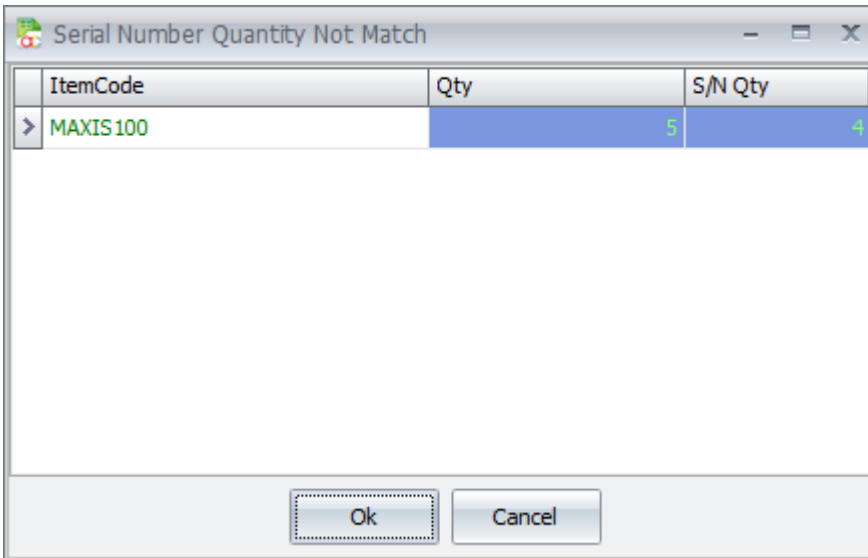 Serial Number Quantity Not Match
ItemCode Qty S/N Qty
MAXIS100 5 4
Ok Cancel